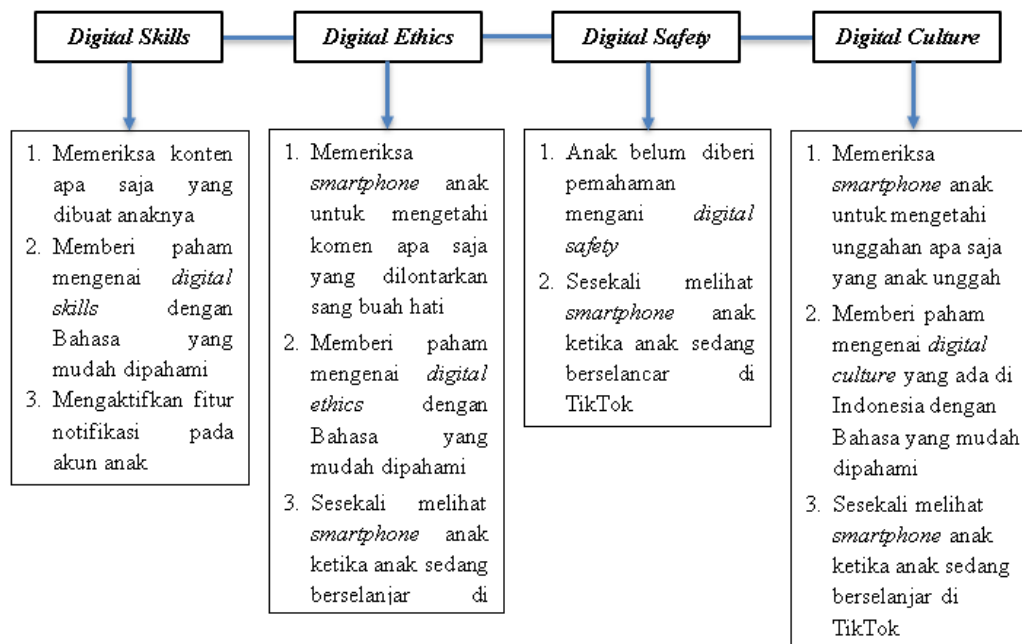 Digital Skills
Digital Ethics
Digital Safety
Digital Culture
1. Memeriksa konten
apa saja yang
dibuat anaknya
2. Memberi paham
mengenai digital
skills dengan
Bahasa yang
mudah dipahami
3. Mengaktifkan fitur
notifikasi pada
akun anak
1. Memeriksa
smartphone anak
untuk mengetahi
komen apa saja
yang dilontarkan
sang buah hati
2. Memberi paham
mengenai digital
ethics dengan
Bahasa yang
mudah dipahami
3. Sesekali melihat
smartphone anak
ketika anak sedang
berselanjar di
1. Anak belum diberi
pemahaman
mengani digital
safety
2. Sesekali melihat
smartphone anak
ketika anak sedang
berselancar di
TikTok
1. Memeriksa
smartphone anak
untuk mengetahi
unggahan apa saja
yang anak unggah
2. Memberi paham
mengenai digital
culture yang ada di
Indonesia dengan
Bahasa yang mudah
dipahami
3. Sesekali melihat
smartphone anak
ketika anak sedang
berselanjar di
TikTok